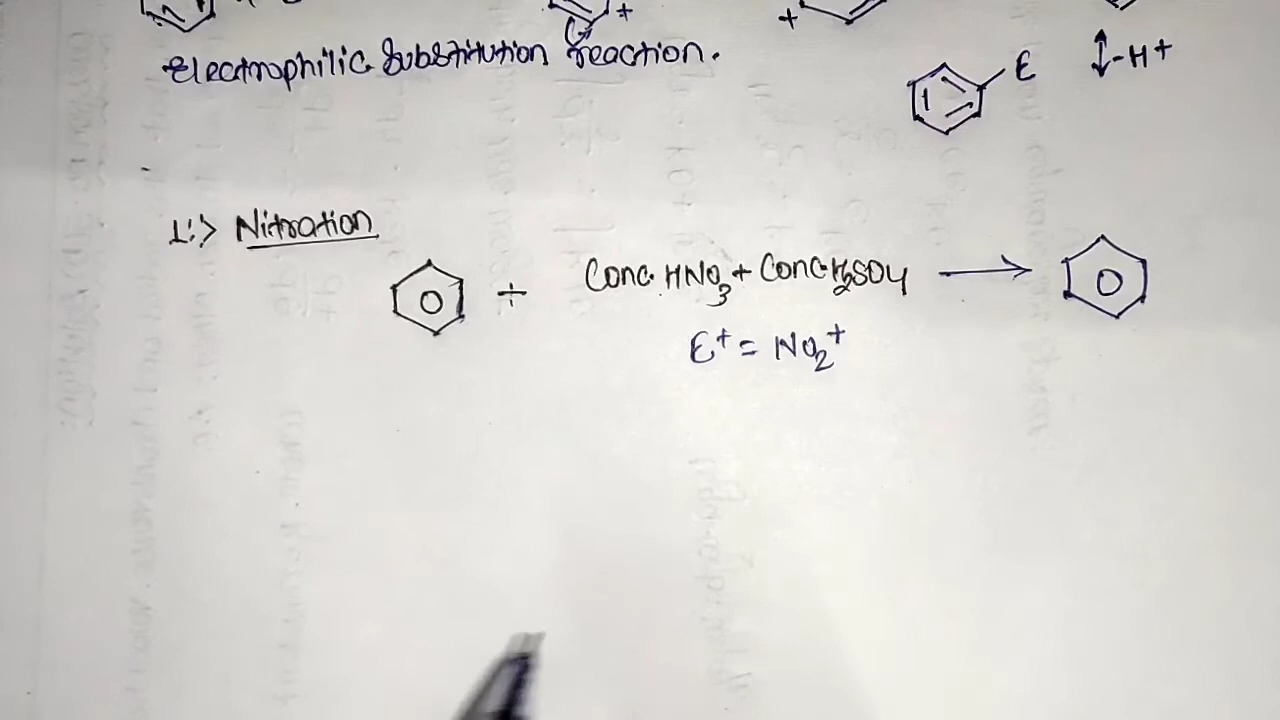 + +
Electrophilic Substitution reaction.
E -H+
1:> Nitration
+ Conc. HNO3 + Conc. H2SO4 →
E+ = NO2+